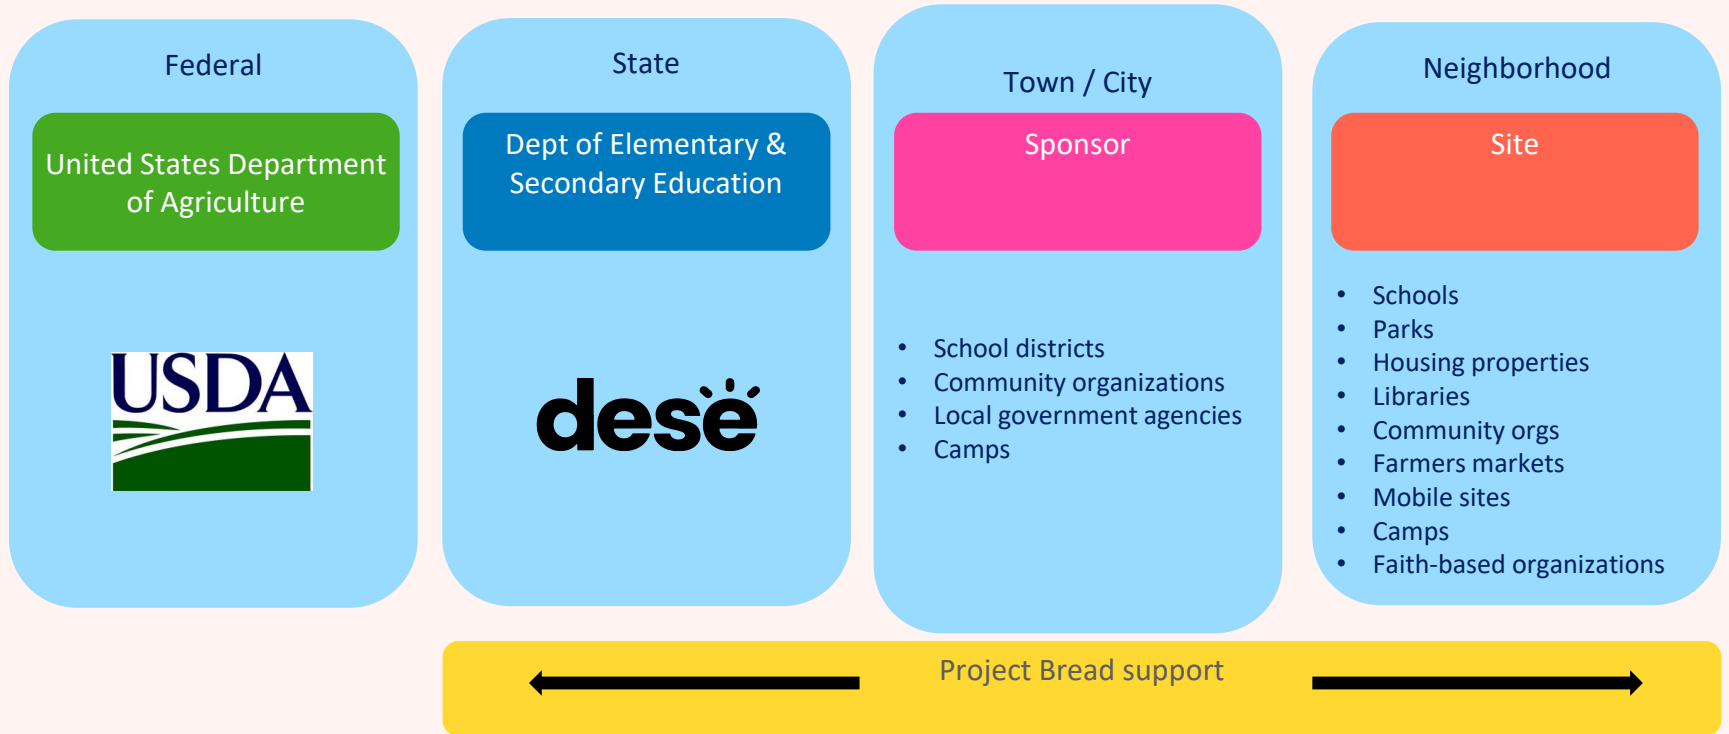 Federal
United States Department
of Agriculture
USDA
State
Dept of Elementary &
Secondary Education
dese
Town / City
Sponsor
• School districts
• Community organizations
• Local government agencies
• Camps
Neighborhood
Site
• Schools
• Parks
• Housing properties
• Libraries
• Community orgs
• Farmers markets
• Mobile sites
• Camps
• Faith-based organizations
Project Bread support